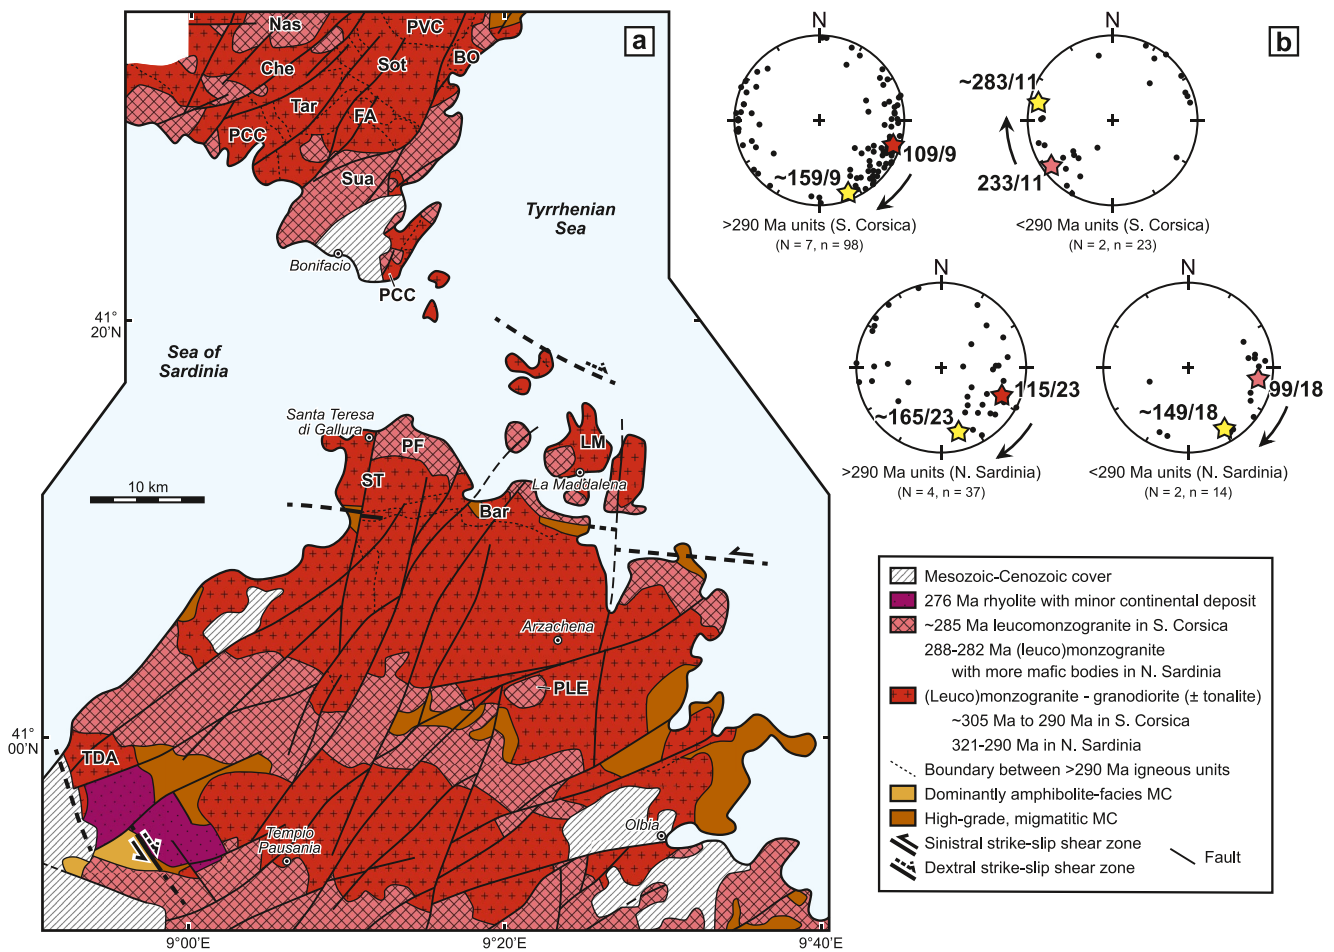 a
Nas
PVC
BO
Che
Sot
Tar
FA
PCC
Sua
Tyrrhenian
Sea
Bonifacio
PCC
41°
20'N
Sea of
Sardinia
Santa Teresa
di Gallura
PF
LM
ST
La Maddalena
10 km
Bar
Arzachena
PLE
41°
00'N
TDA
Olbia
Tempio
Pausania
9°00'E
9°20'E
9°40'E
b
N
109/9
~159/9
>290 Ma units (S. Corsica)
(N = 7, n = 98)
N
~283/11
233/11
<290 Ma units (S. Corsica)
(N = 2, n = 23)
N
115/23
~165/23
>290 Ma units (N. Sardinia)
(N = 4, n = 37)
N
99/18
~149/18
<290 Ma units (N. Sardinia)
(N = 2, n = 14)
Mesozoic-Cenozoic cover
276 Ma rhyolite with minor continental deposit
~285 Ma leucomonzogranite in S. Corsica
288-282 Ma (leuco)monzogranite
with more mafic bodies in N. Sardinia
(Leuco)monzogranite - granodiorite (± tonalite)
~305 Ma to 290 Ma in S. Corsica
321-290 Ma in N. Sardinia
Boundary between >290 Ma igneous units
Dominantly amphibolite-facies MC
High-grade, migmatitic MC
Sinistral strike-slip shear zone
Dextral strike-slip shear zone
Fault